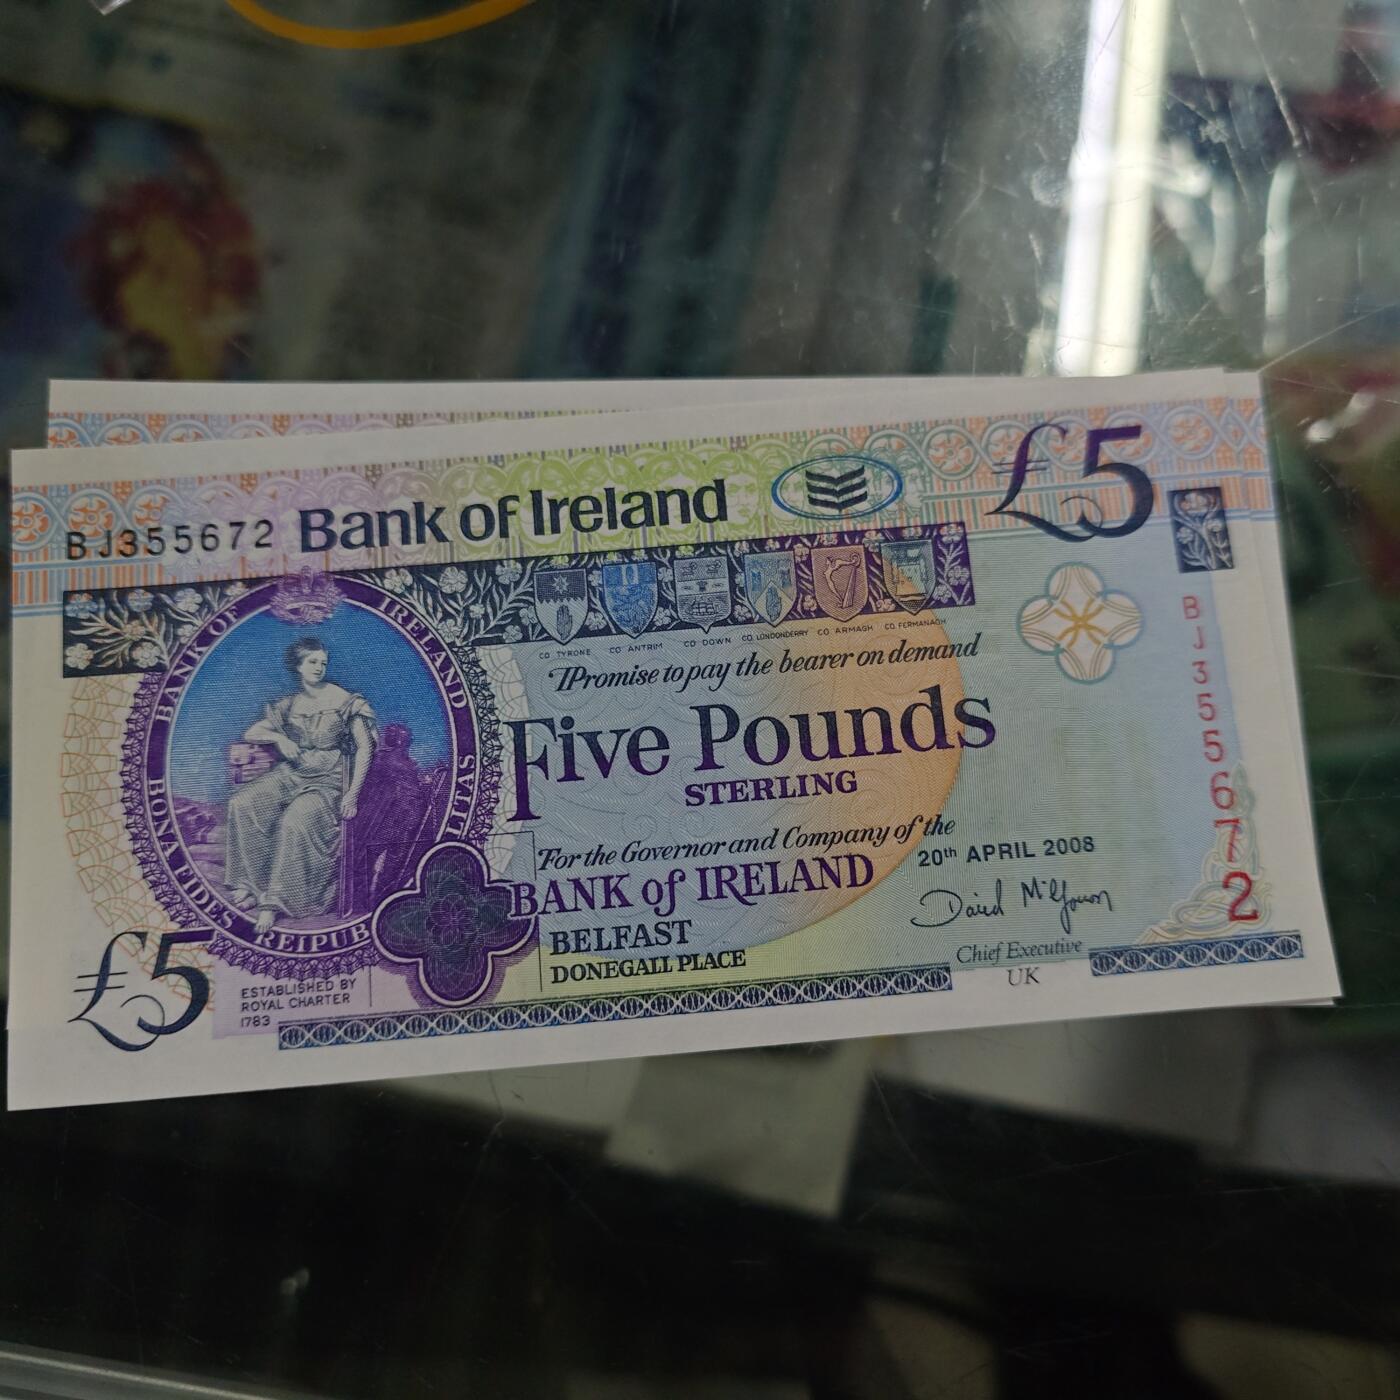 £5
BJ355672 Bank of Ireland
BANK OF IRELAND
BONA FIDES REIPUB LITAS
CO TYRONE CO ANTRIM CO DOWN CO LONDONDERRY CO ARMAGH CO FERMANAGH
I Promise to pay the bearer on demand
Five Pounds
STERLING
For the Governor and Company of the
BANK of IRELAND
BELFAST
DONEGALL PLACE
20th APRIL 2008
David McGowan
Chief Executive
UK
BJ355672
£5
ESTABLISHED BY
ROYAL CHARTER
1783